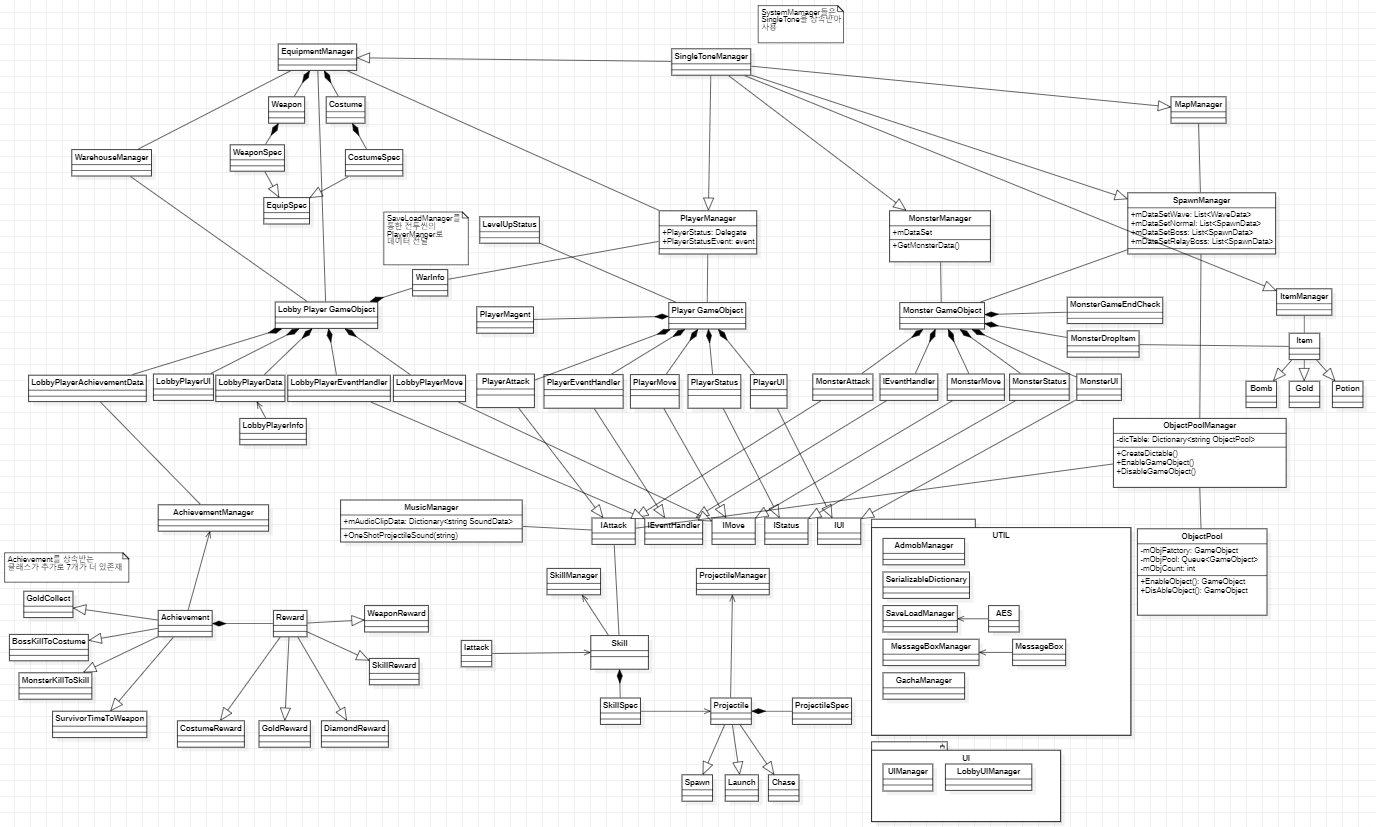 SystemMamager들은
SingleTone을 상속받아
사용
EquipmentManager
SingleToneManager
Weapon
Costume
MapManager
WarehouseManager
WeaponSpec
CostumeSpec
EquipSpec
SpawnManager
+mDataSetWave: List<WaveData>
+mDataSetNormal: List<SpawnData>
+mDataSetBoss: List<SpawnData>
+mDataSetRelayBoss: List<SpawnData>
SaveLoadManager를
통한 전투씬의
PlayerManger로
데이터 전달
LevelUpStatus
PlayerManager
+PlayerStatus: Delegate
+PlayerStatusEvent: event
MonsterManager
+mDataSet
+GetMonsterData()
WarInfo
ItemManager
Lobby Player GameObject
PlayerMagent
Player GameObject
Monster GameObject
MonsterGameEndCheck
MonsterDropItem
Item
LobbyPlayerAchievementData
LobbyPlayerUI
LobbyPlayerData
LobbyPlayerEventHandler
LobbyPlayerMove
PlayerAttack
PlayerEventHandler
PlayerMove
PlayerStatus
PlayerUI
MonsterAttack
IEventHandler
MonsterMove
MonsterStatus
MonsterUI
Bomb
Gold
Potion
LobbyPlayerInfo
ObjectPoolManager
-dicTable: Dictionary<string ObjectPool>
+CreateDictable()
+EnableGameObject()
+DisableGameObject()
AchievementManager
MusicManager
+mAudioClipData: Dictionary<string SoundData>
+OneShotProjectileSound(string)
IAttack
IEventHandler
IMove
IStatus
IUI
UTIL
AdmobManager
SerializableDictionary
SaveLoadManager
AES
MessageBoxManager
MessageBox
GachaManager
ObjectPool
-mObjFatctory: GameObject
-mObjPool: Queue<GameObject>
-mObjCount: int
+EnableObject(): GameObject
+DisAbleObject(): GameObject
Achievement를 상속받는
클래스가 추가로 7개가 더 있존재
SkillManager
ProjectileManager
GoldCollect
Achievement
Reward
WeaponReward
BossKillToCostume
Iattack
Skill
SkillReward
MonsterKillToSkill
SurvivorTimeToWeapon
CostumeReward
GoldReward
DiamondReward
SkillSpec
Projectile
ProjectileSpec
Spawn
Launch
Chase
UI
UIManager
LobbyUIManager